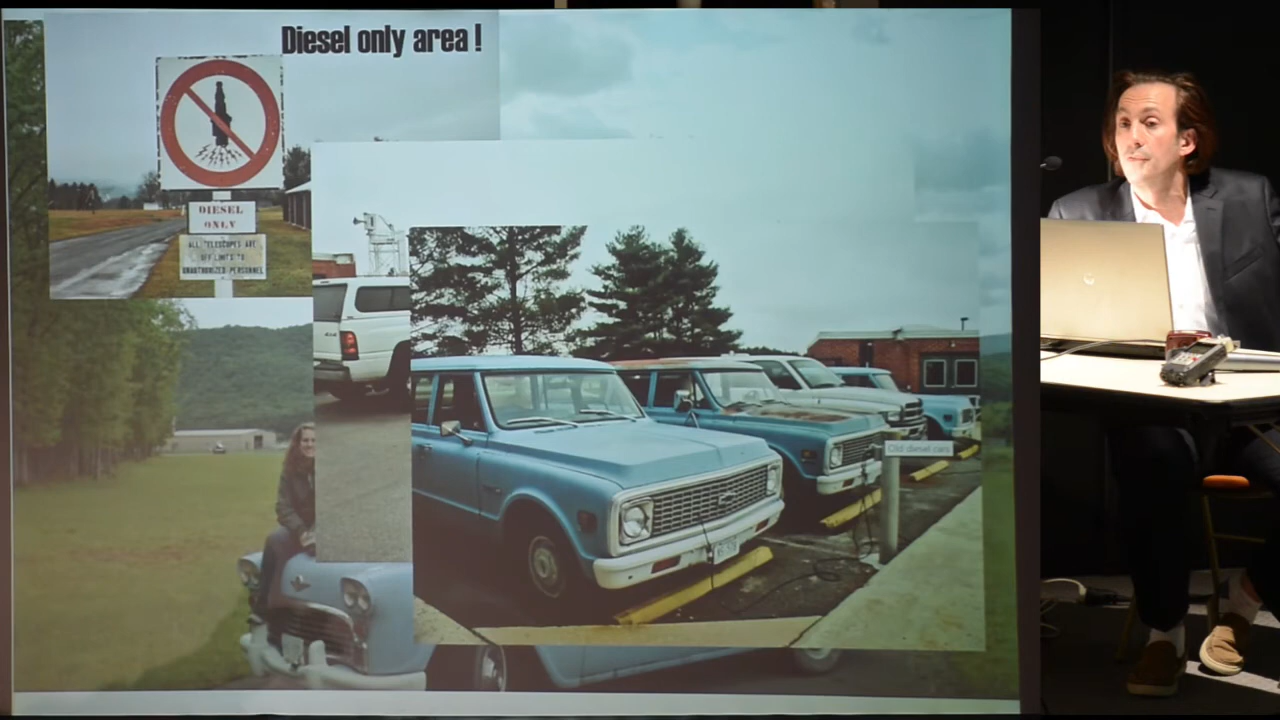 Diesel only area !
DIESEL
ONLY
ALL TELESCOPES ARE
OFF LIMITS TO
UNAUTHORIZED PERSONNEL
Old diesel cars